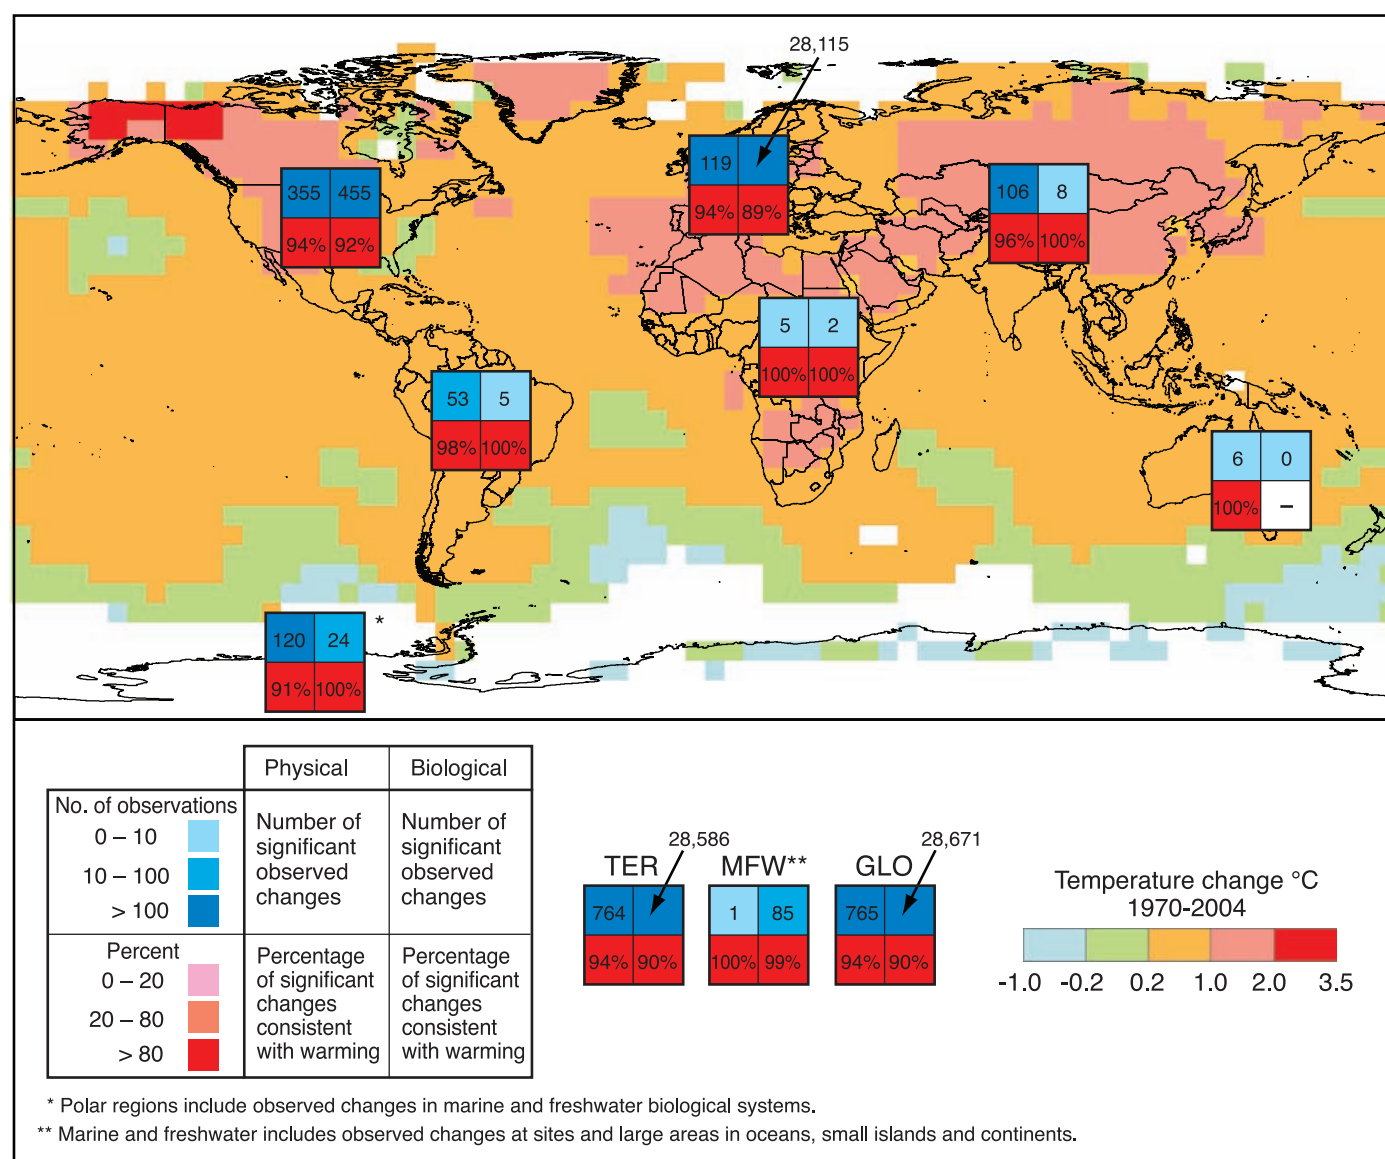 28,115
119
94% 89%
355 455
94% 92%
106 8
96% 100%
5 2
100% 100%
53 5
98% 100%
6 0
100% –
120 24 *
91% 100%
Physical Biological
No. of observations
0 – 10
10 – 100
> 100
Number of
significant
observed
changes
Number of
significant
observed
changes
Percent
0 – 20
20 – 80
> 80
Percentage
of significant
changes
consistent
with warming
Percentage
of significant
changes
consistent
with warming
28,586
TER
764
94% 90%
MFW**
1 85
100% 99%
28,671
GLO
765
94% 90%
Temperature change °C
1970-2004
-1.0 -0.2 0.2 1.0 2.0 3.5
* Polar regions include observed changes in marine and freshwater biological systems.
** Marine and freshwater includes observed changes at sites and large areas in oceans, small islands and continents.